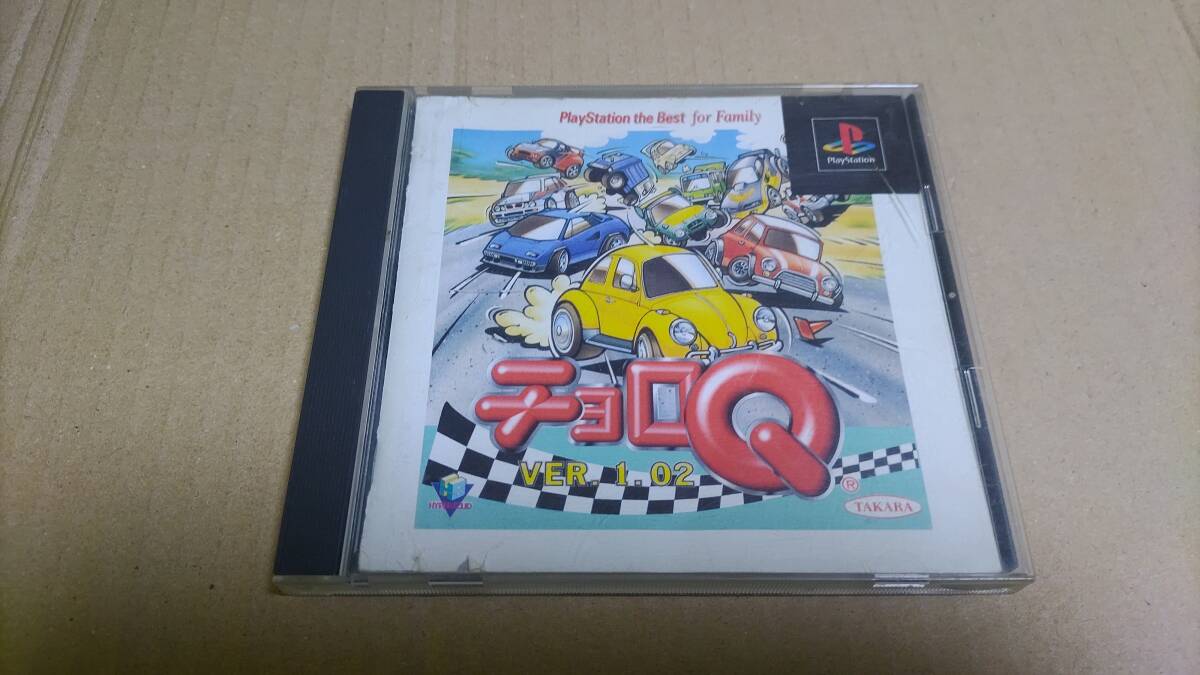 PlayStation the Best for Family
PlayStation
チョロQ
VER. 1.02
®
TAKARA